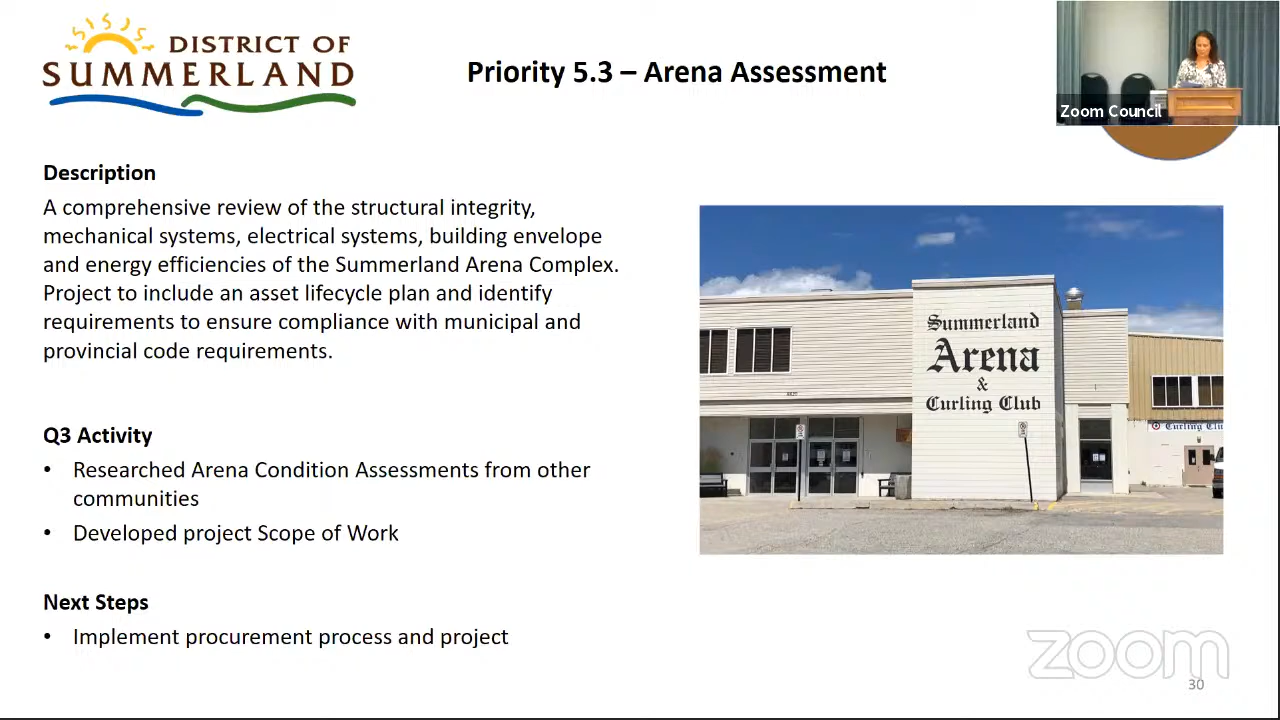 DISTRICT OF
SUMMERLAND
Priority 5.3 – Arena Assessment
Zoom Council
Description
A comprehensive review of the structural integrity,
mechanical systems, electrical systems, building envelope
and energy efficiencies of the Summerland Arena Complex.
Project to include an asset lifecycle plan and identify
requirements to ensure compliance with municipal and
provincial code requirements.
Q3 Activity
• Researched Arena Condition Assessments from other
communities
• Developed project Scope of Work
Next Steps
• Implement procurement process and project
Summerland
Arena
&
Curling Club
Curling Clu
zoom
30